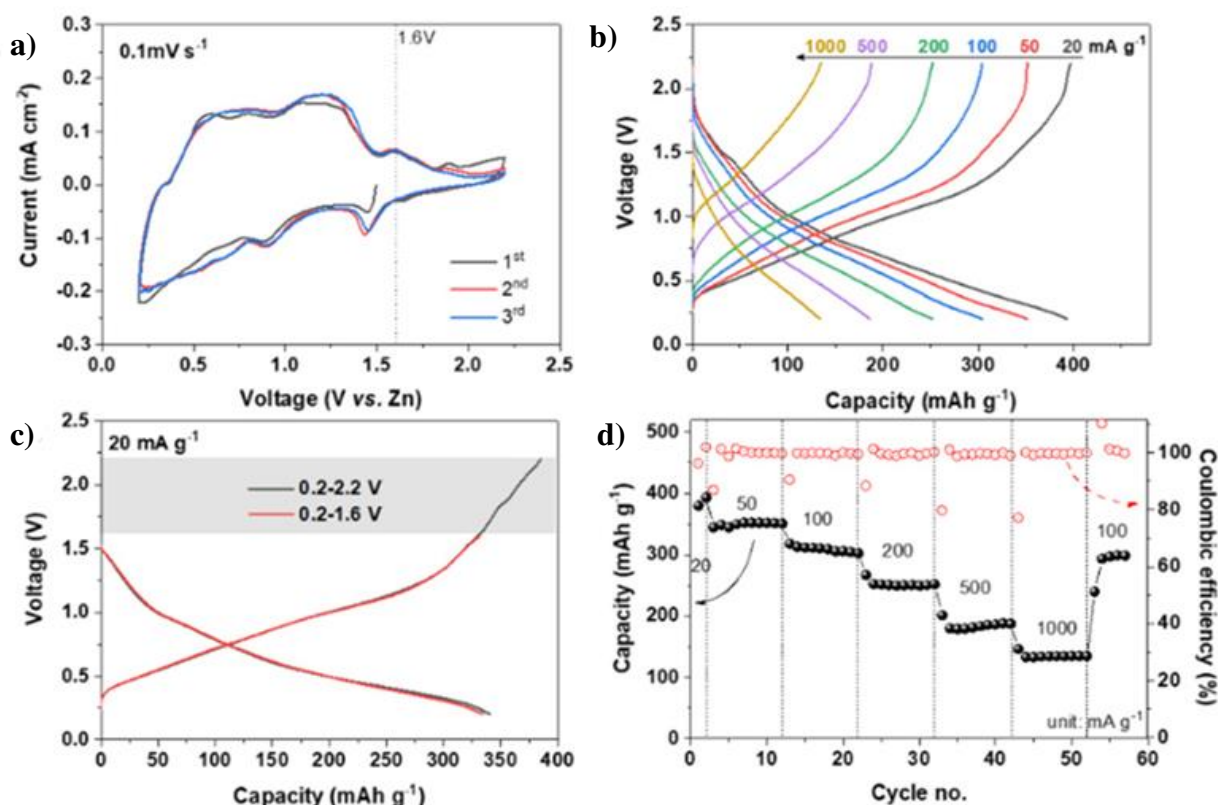 a)
0.1mV s⁻¹
1.6V
0.3
0.2
0.1
0.0
-0.1
-0.2
-0.3
Current (mA cm⁻²)
1ˢᵗ
2ⁿᵈ
3ʳᵈ
0.0 0.5 1.0 1.5 2.0 2.5
Voltage (V vs. Zn)
b)
1000 500 200 100 50 20 mA g⁻¹
2.0
1.5
1.0
0.5
0.0
Voltage (V)
0 100 200 300 400
Capacity (mAh g⁻¹)
c)
20 mA g⁻¹
2.5
2.0
1.5
1.0
0.5
0.0
Voltage (V)
0.2-2.2 V
0.2-1.6 V
0 50 100 150 200 250 300 350 400
Capacity (mAh g⁻¹)
d)
500
400
300
200
100
0
Capacity (mAh g⁻¹)
20
50
100
200
500
1000
100
unit: mA g⁻¹
100
80
60
40
20
0
Coulombic efficiency (%)
0 10 20 30 40 50 60
Cycle no.